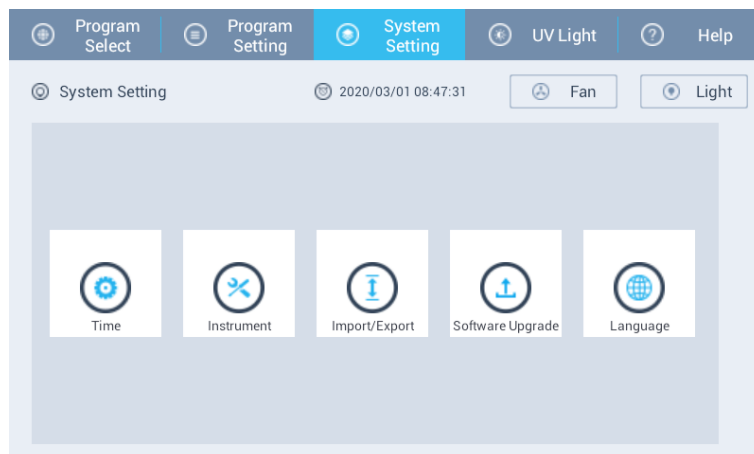 Program Select
Program Setting
System Setting
UV Light
Help
System Setting
2020/03/01 08:47:31
Fan
Light
Time
Instrument
Import/Export
Software Upgrade
Language